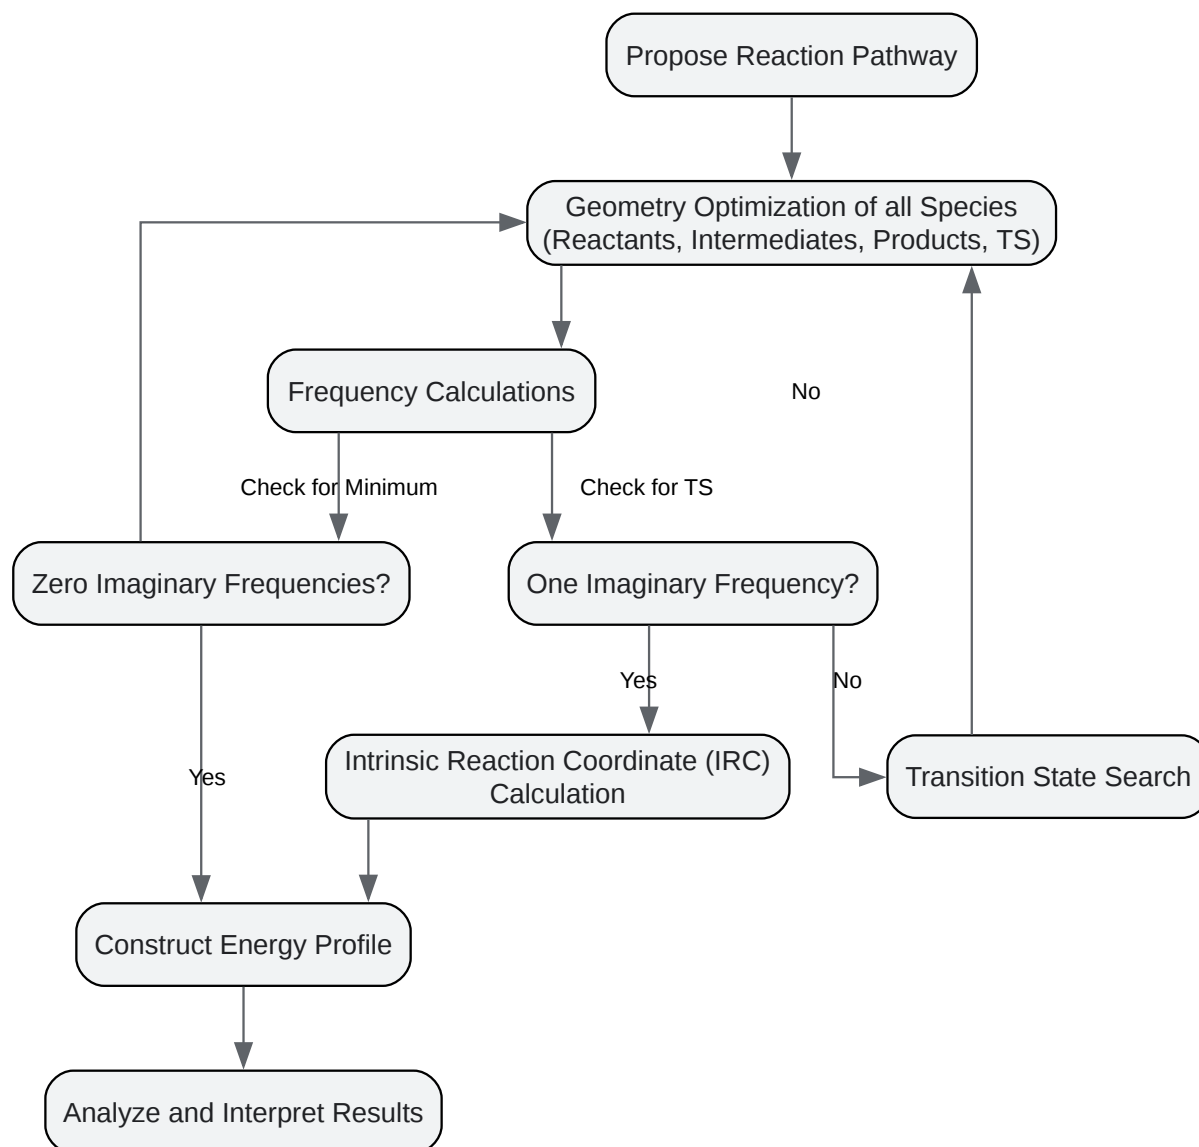 Propose Reaction Pathway
Geometry Optimization of all Species
(Reactants, Intermediates, Products, TS)
Frequency Calculations
No
Check for Minimum
Check for TS
Zero Imaginary Frequencies?
One Imaginary Frequency?
Yes
No
Intrinsic Reaction Coordinate (IRC)
Calculation
Transition State Search
Yes
Construct Energy Profile
Analyze and Interpret Results